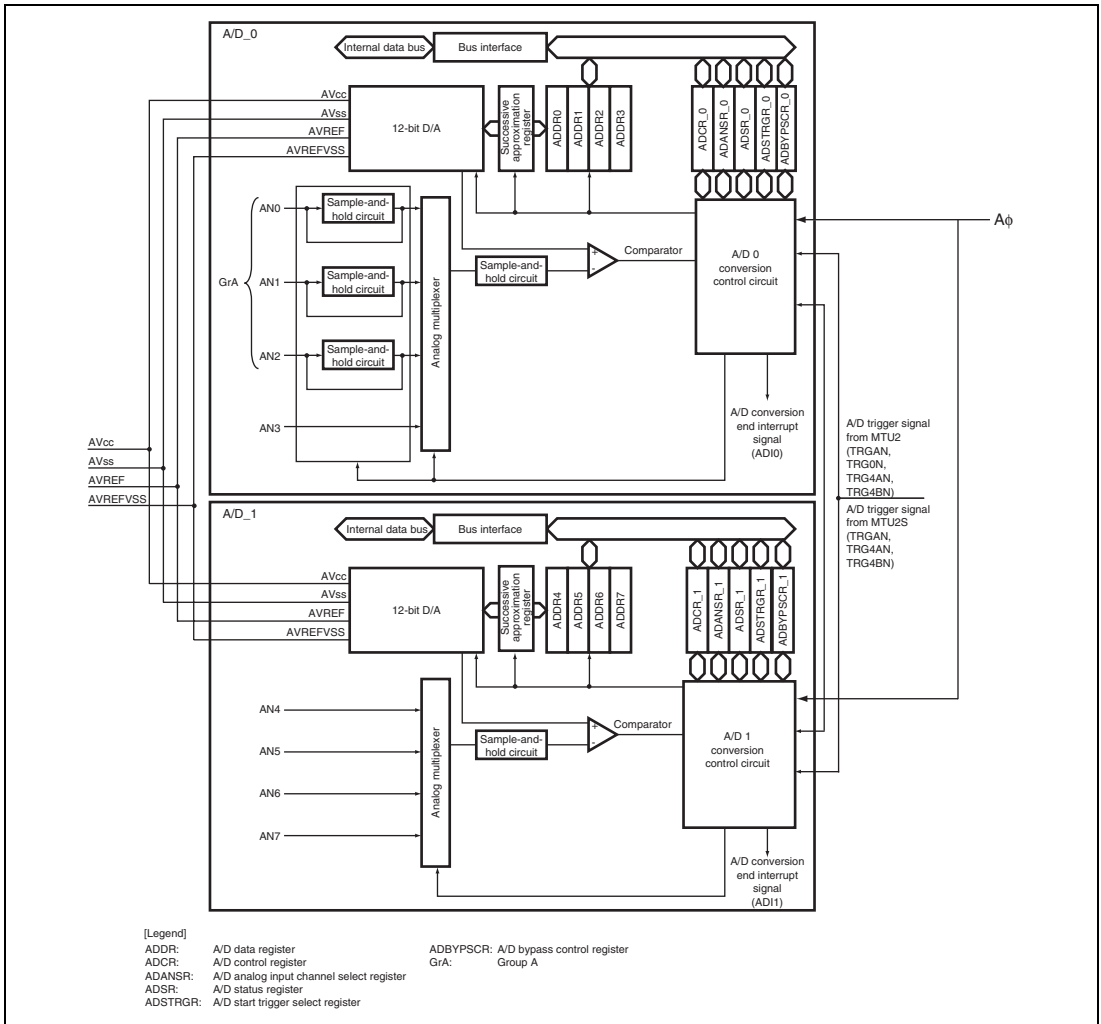 A/D_0
Internal data bus
Bus interface
AVcc
AVss
AVREF
AVREFVSS
12-bit D/A
Successive
approximation
register
ADDR0
ADDR1
ADDR2
ADDR3
ADCR_0
ADANSR_0
ADSR_0
ADSTRGR_0
ADBYPSCR_0
GrA
AN0
AN1
AN2
AN3
Sample-and-
hold circuit
Sample-and-
hold circuit
Sample-and-
hold circuit
Analog multiplexer
Sample-and-
hold circuit
+
-
Comparator
A/D 0
conversion
control circuit
Aϕ
A/D conversion
end interrupt
signal
(ADI0)
A/D trigger signal
from MTU2
(TRGAN,
TRG0N,
TRG4AN,
TRG4BN)
A/D trigger signal
from MTU2S
(TRGAN,
TRG4AN,
TRG4BN)
AVcc
AVss
AVREF
AVREFVSS
A/D_1
Internal data bus
Bus interface
AVcc
AVss
AVREF
AVREFVSS
12-bit D/A
Successive
approximation
register
ADDR4
ADDR5
ADDR6
ADDR7
ADCR_1
ADANSR_1
ADSR_1
ADSTRGR_1
ADBYPSCR_1
AN4
AN5
AN6
AN7
Analog multiplexer
Sample-and-
hold circuit
+
-
Comparator
A/D 1
conversion
control circuit
A/D conversion
end interrupt
signal
(ADI1)
[Legend]
ADDR: A/D data register
ADCR: A/D control register
ADANSR: A/D analog input channel select register
ADSR: A/D status register
ADSTRGR: A/D start trigger select register
ADBYPSCR: A/D bypass control register
GrA: Group A